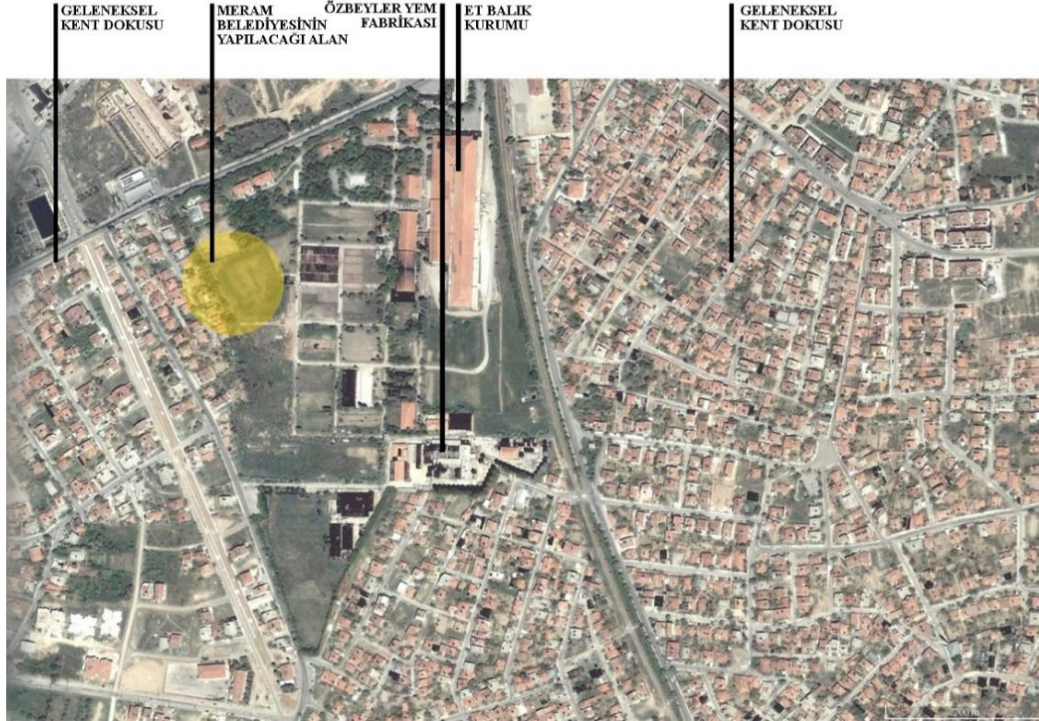 GELENEKSEL
KENT DOKUSU
MERAM
BELEDİYESİNİN
YAPILACAĞI ALAN
ÖZBEYLER YEM
FABRİKASI
ET BALIK
KURUMU
GELENEKSEL
KENT DOKUSU